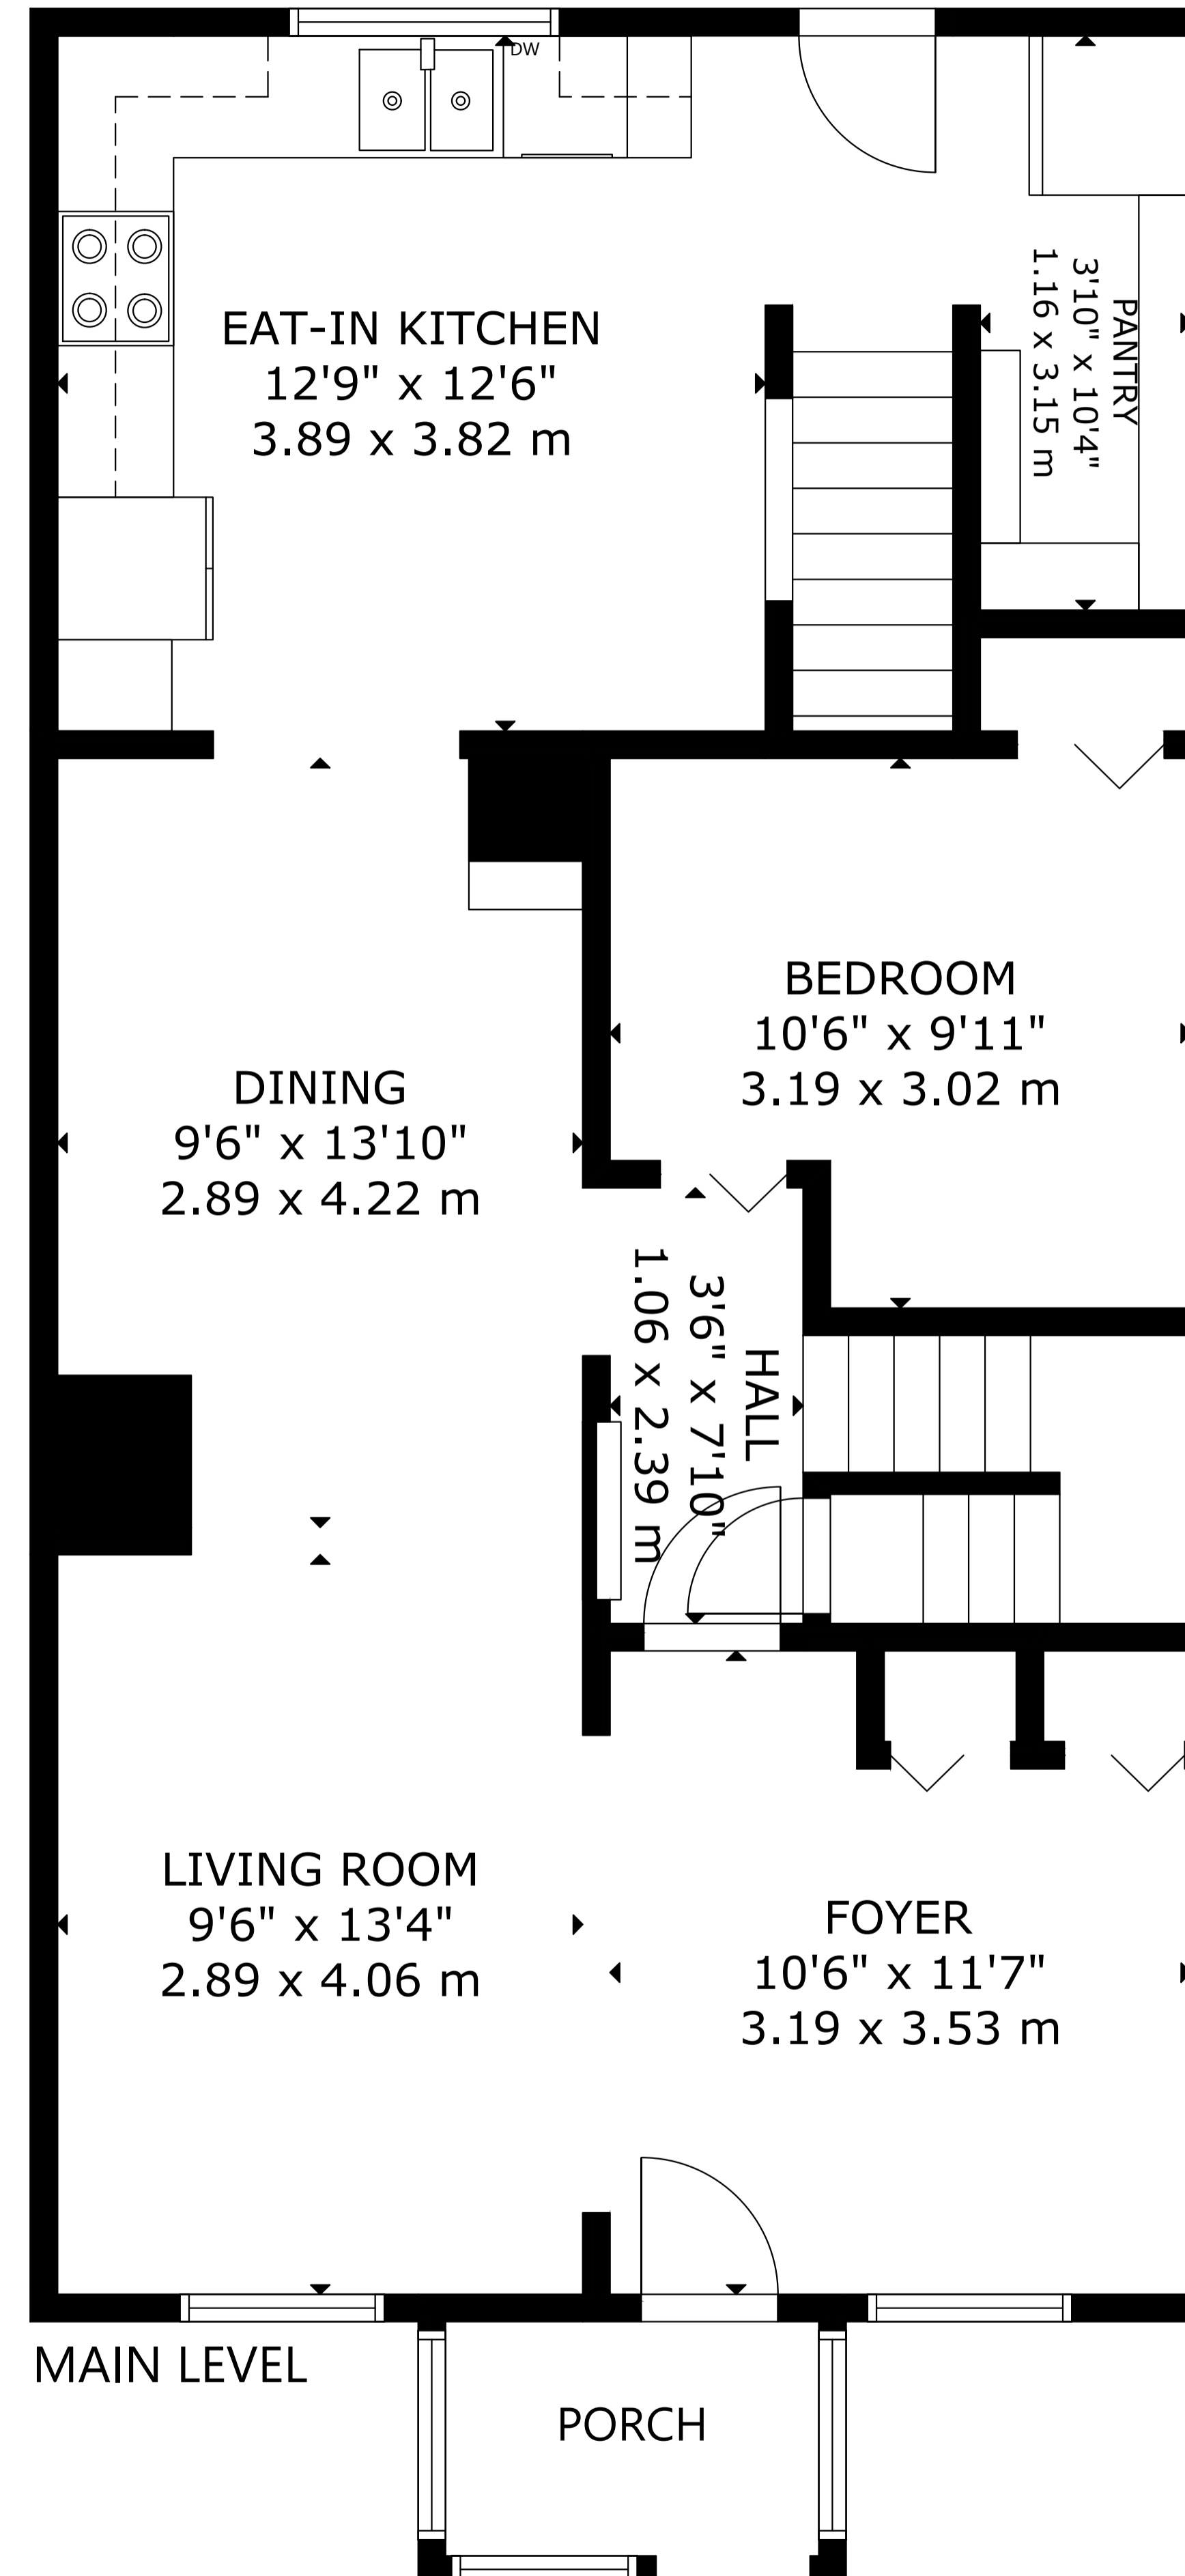 DW
EAT-IN KITCHEN
12'9" x 12'6"
3.89 x 3.82 m
PANTRY
3'10" x 10'4"
1.16 x 3.15 m
BEDROOM
10'6" x 9'11"
3.19 x 3.02 m
DINING
9'6" x 13'10"
2.89 x 4.22 m
HALL
3'6" x 7'10"
1.06 x 2.39 m
LIVING ROOM
9'6" x 13'4"
2.89 x 4.06 m
FOYER
10'6" x 11'7"
3.19 x 3.53 m
MAIN LEVEL
PORCH